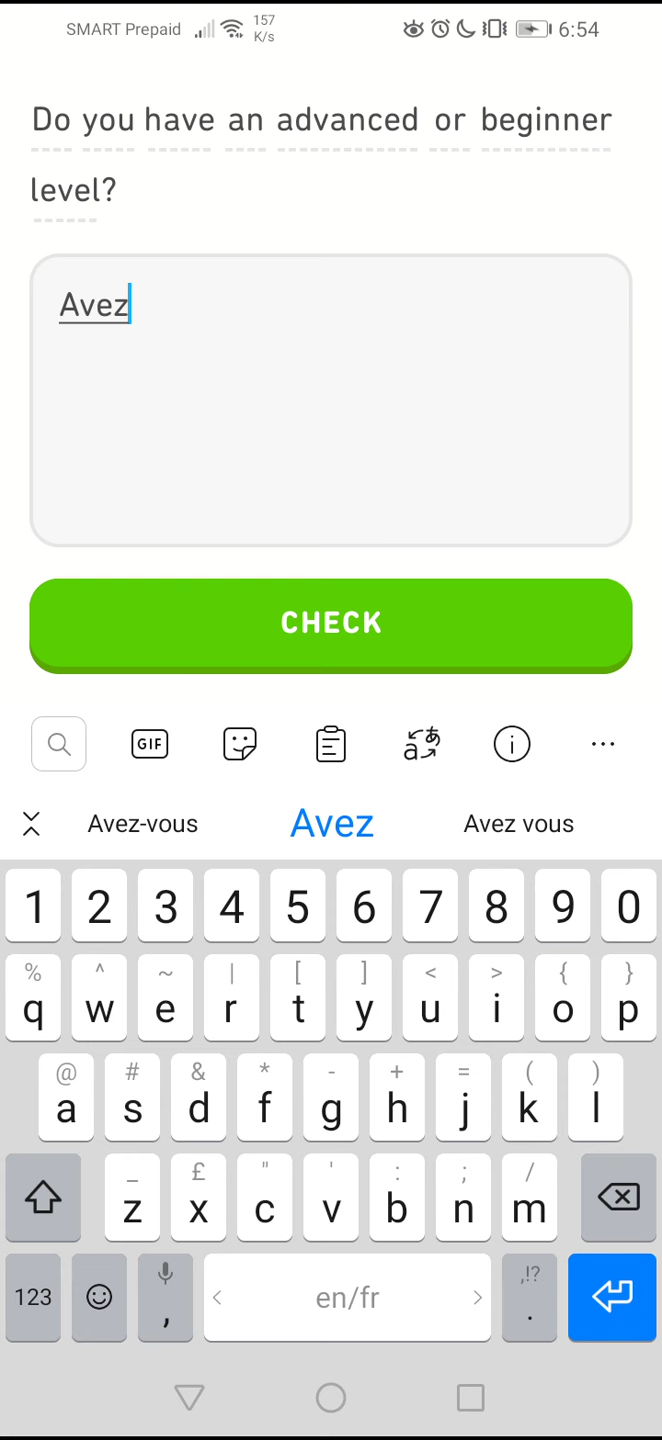 SMART Prepaid 157 K/s 6:54
Do you have an advanced or beginner
level?
Avez
CHECK
GIF
Avez-vous Avez Avez vous
1 2 3 4 5 6 7 8 9 0
% ^ ~ | [ ] < > { }
q w e r t y u i o p
@ # & * - + = ( )
a s d f g h j k l
_ £ " ' : ; /
z x c v b n m
123 , < en/fr > ,!? .